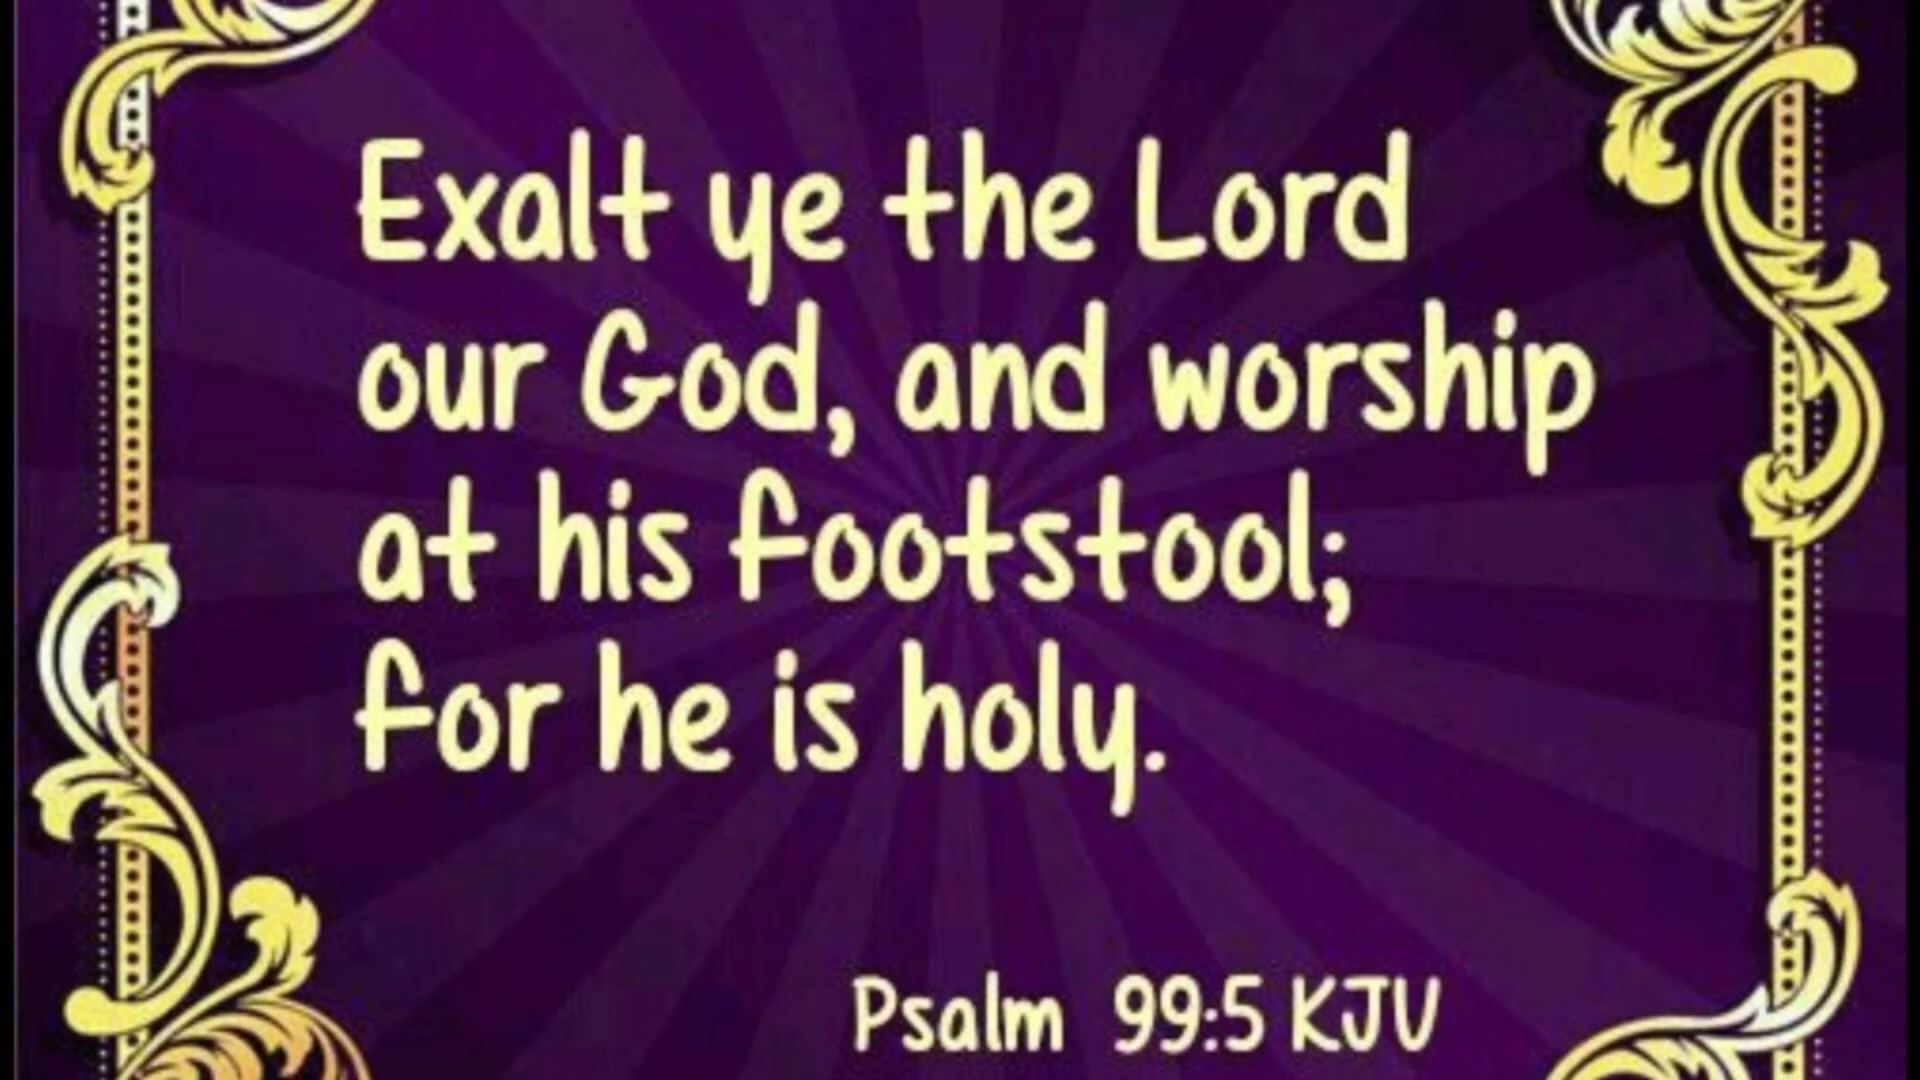 Exalt ye the Lord
our God, and worship
at his footstool;
for he is holy.
Psalm 99:5 KJV